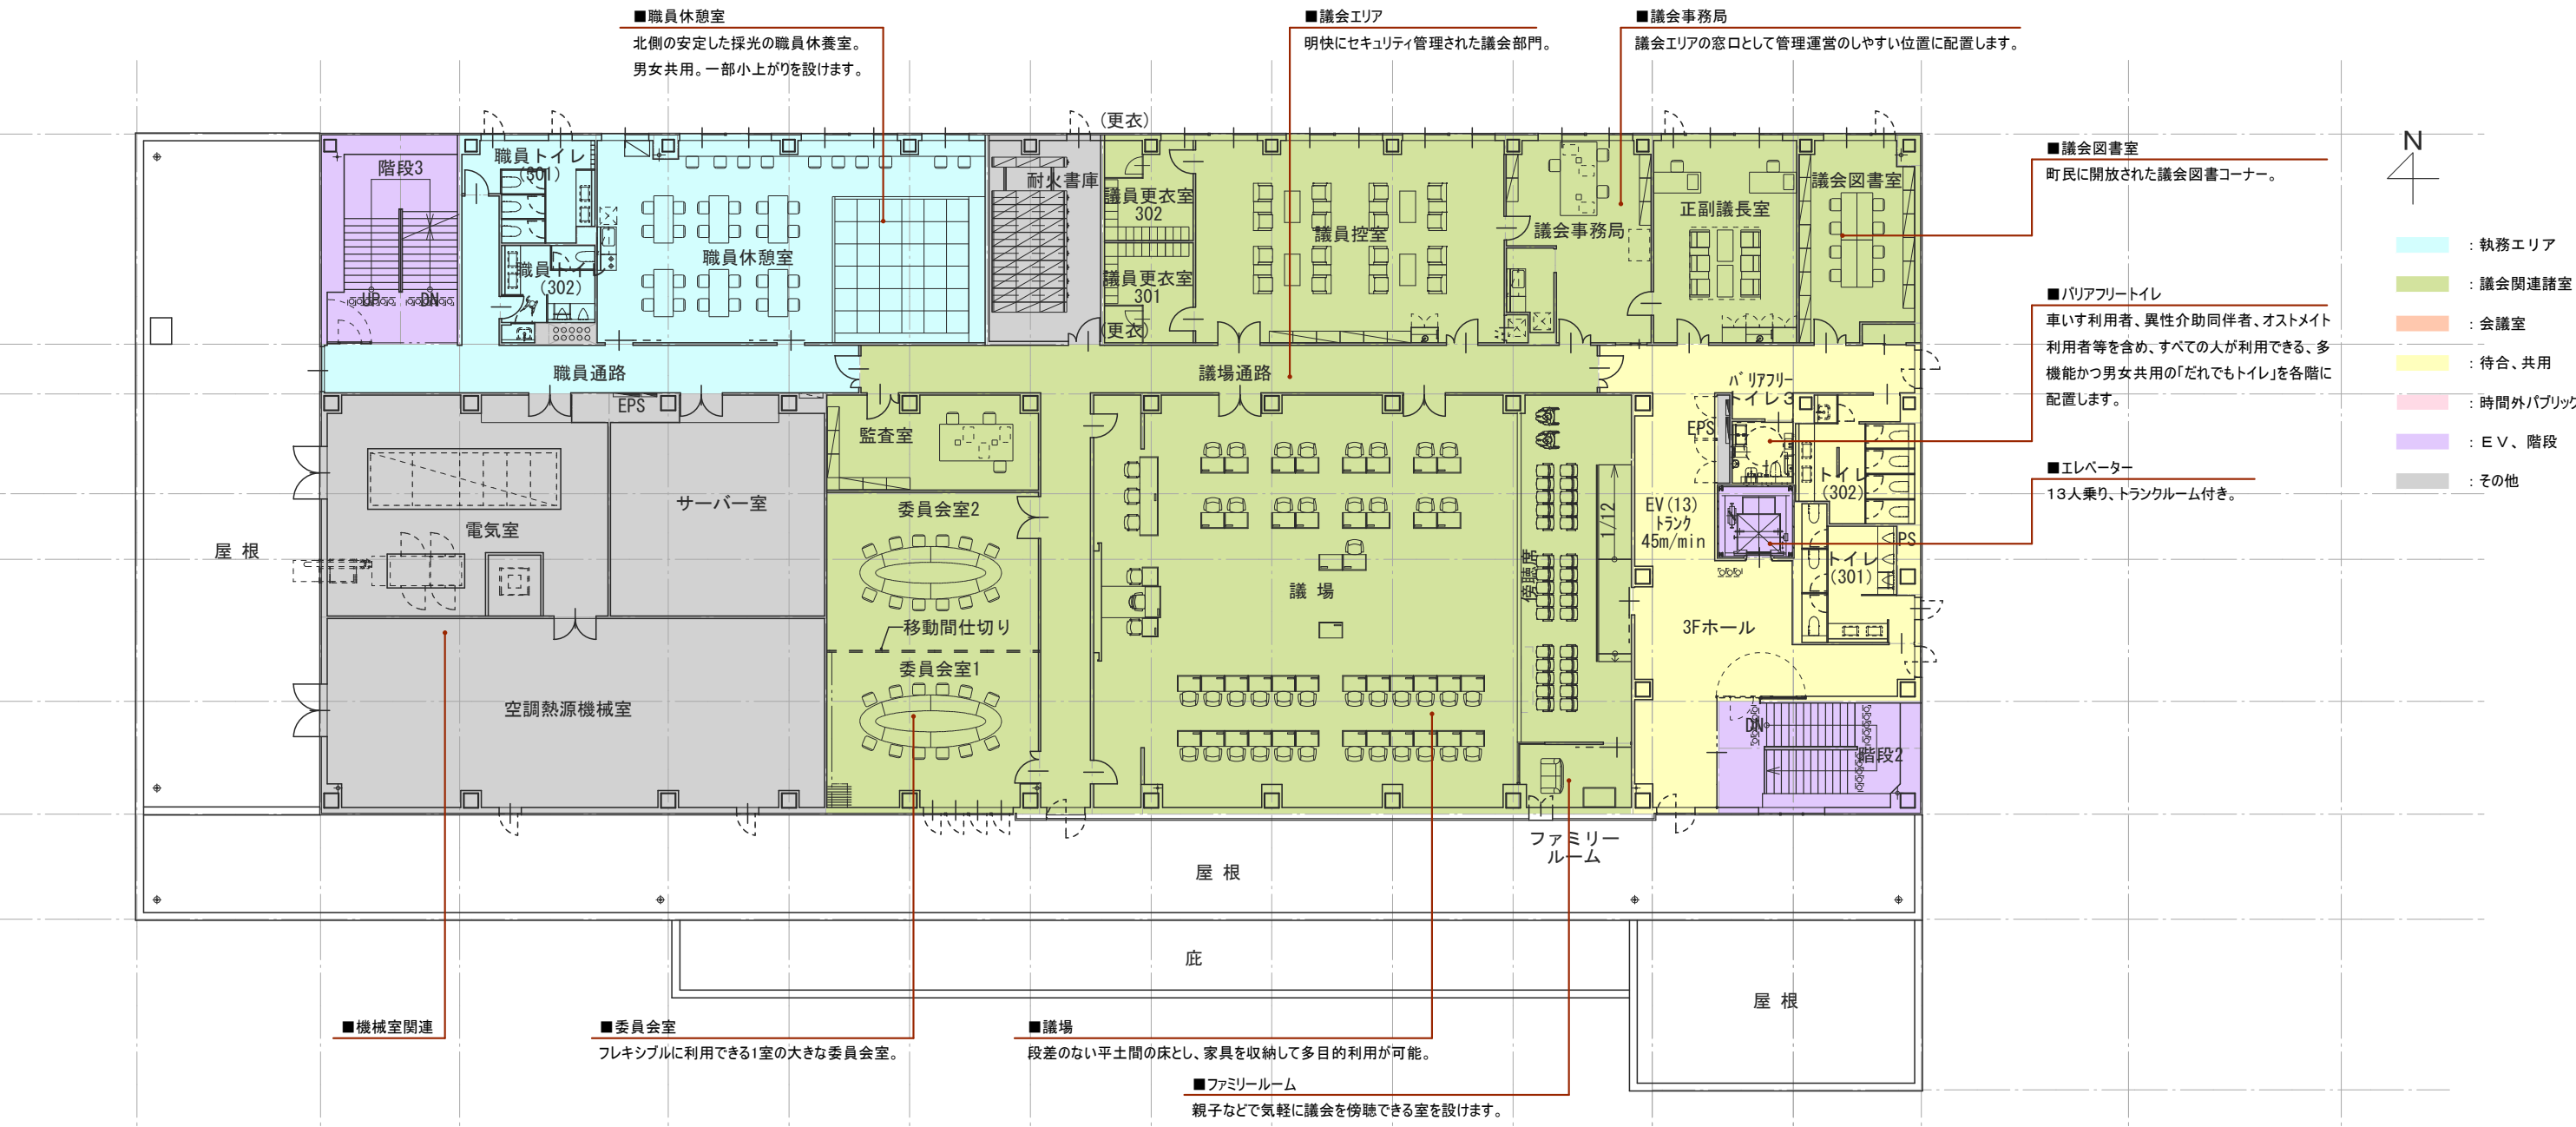 ■職員休憩室
北側の安定した採光の職員休養室。
男女共用。一部小上がりを設けます。
■議会エリア
明快にセキュリティ管理された議会部門。
■議会事務局
議会エリアの窓口として管理運営のしやすい位置に配置します。
(更衣)
N
■議会図書室
町民に開放された議会図書コーナー。
階段3
職員トイレ
(301)
耐火書庫
議員更衣室
302
議員控室
議会事務局
正副議長室
議会図書室
職員休憩室
職員トイレ
(302)
議員更衣室
301
(更衣)
UP
DN
：執務エリア
：議会関連諸室
：会議室
：待合、共用
：時間外パブリック
：ＥＶ、階段
：その他
■バリアフリートイレ
車いす利用者、異性介助同伴者、オストメイト
利用者等を含め、すべての人が利用できる、多
機能かつ男女共用の「だれでもトイレ」を各階に
配置します。
職員通路
議場通路
バリアフリー
トイレ3
EPS
監査室
EPS
■エレベーター
13人乗り、トランクルーム付き。
電気室
サーバー室
委員会室2
1/12
EV(13)
トランク
45m/min
トイレ
(302)
屋 根
PS
トイレ
(301)
議 場
傍聴席
移動間仕切り
3Fホール
委員会室1
空調熱源機械室
DN
階段2
ファミリー
ルーム
屋 根
庇
屋 根
■機械室関連
■委員会室
フレキシブルに利用できる1室の大きな委員会室。
■議場
段差のない平土間の床とし、家具を収納して多目的利用が可能。
■ファミリールーム
親子などで気軽に議会を傍聴できる室を設けます。